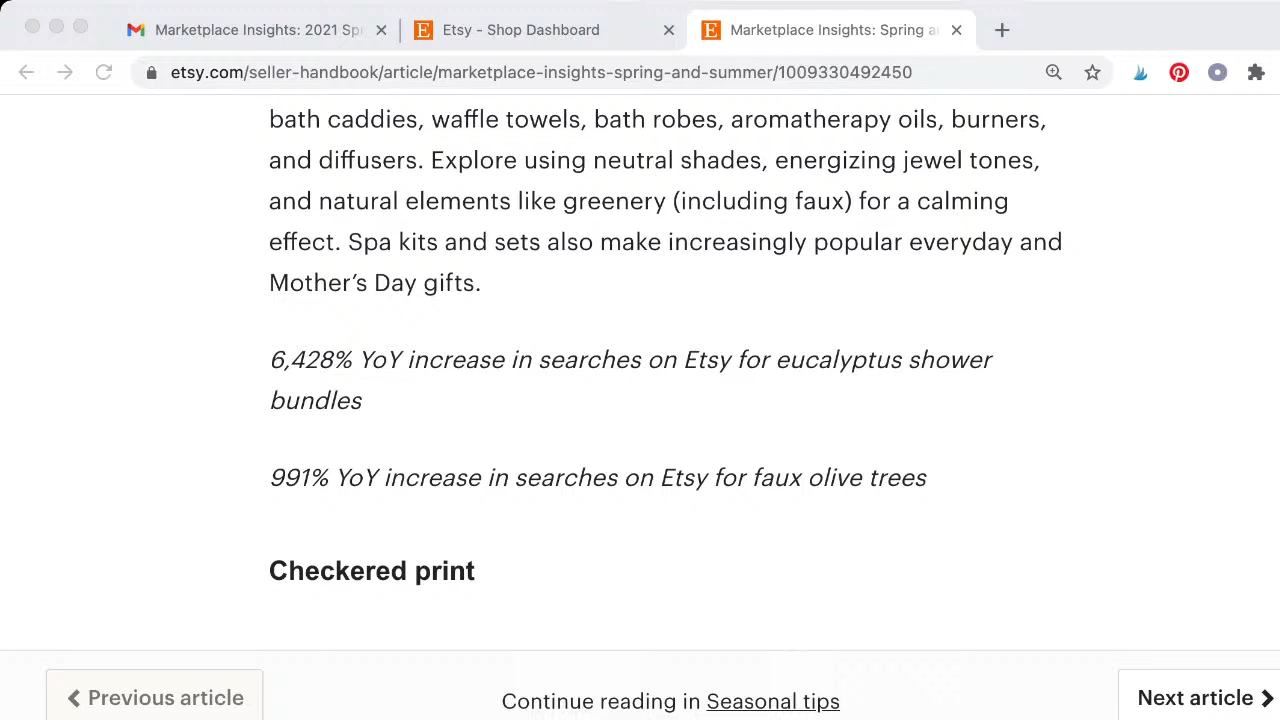 Marketplace Insights: 2021 Spr
Etsy - Shop Dashboard
Marketplace Insights: Spring a
etsy.com/seller-handbook/article/marketplace-insights-spring-and-summer/1009330492450
bath caddies, waffle towels, bath robes, aromatherapy oils, burners,
and diffusers. Explore using neutral shades, energizing jewel tones,
and natural elements like greenery (including faux) for a calming
effect. Spa kits and sets also make increasingly popular everyday and
Mother’s Day gifts.
6,428% YoY increase in searches on Etsy for eucalyptus shower
bundles
991% YoY increase in searches on Etsy for faux olive trees
Checkered print
Previous article
Continue reading in Seasonal tips
Next article